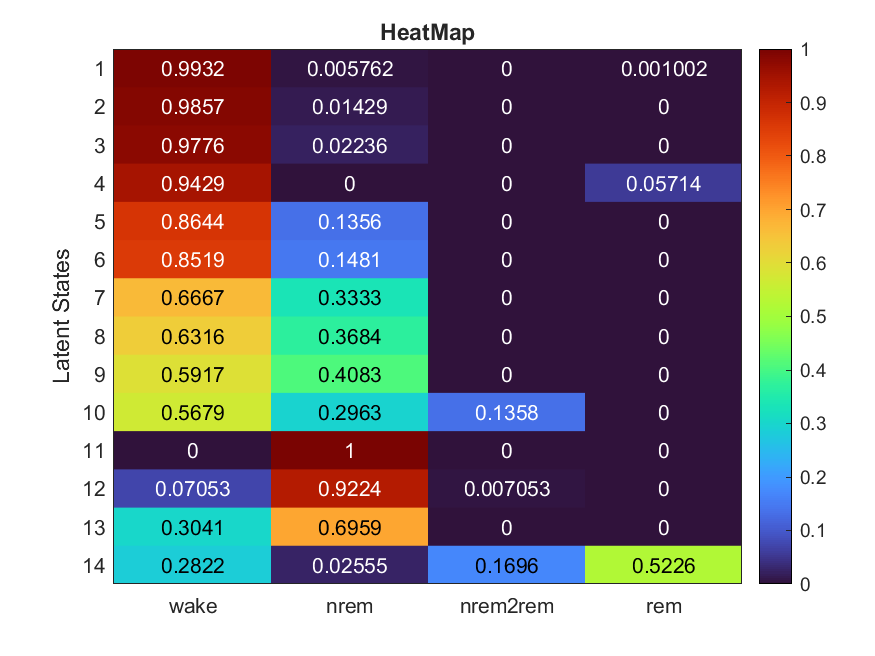 HeatMap
Latent States
1 0.9932 0.005762 0 0.001002
2 0.9857 0.01429 0 0
3 0.9776 0.02236 0 0
4 0.9429 0 0 0.05714
5 0.8644 0.1356 0 0
6 0.8519 0.1481 0 0
7 0.6667 0.3333 0 0
8 0.6316 0.3684 0 0
9 0.5917 0.4083 0 0
10 0.5679 0.2963 0.1358 0
11 0 1 0 0
12 0.07053 0.9224 0.007053 0
13 0.3041 0.6959 0 0
14 0.2822 0.02555 0.1696 0.5226
wake nrem nrem2rem rem
1
0.9
0.8
0.7
0.6
0.5
0.4
0.3
0.2
0.1
0